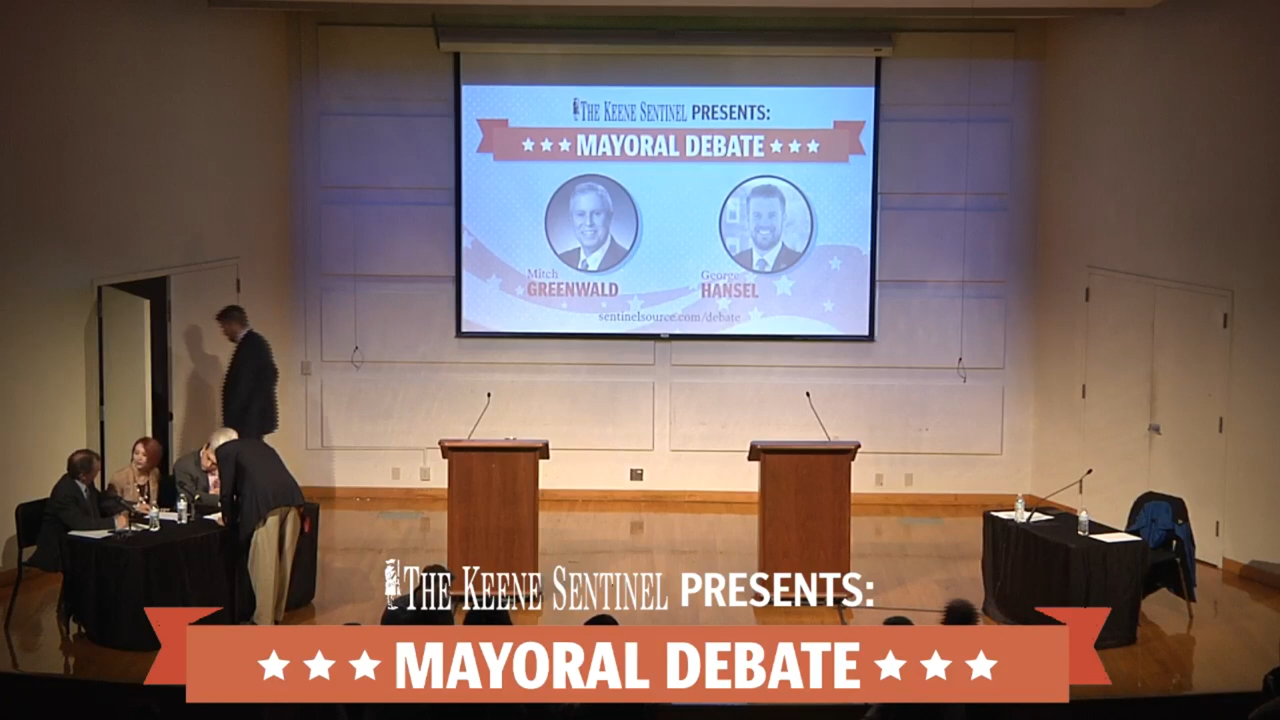 THE KEENE SENTINEL PRESENTS:
MAYORAL DEBATE
Mitch
GREENWALD
George
HANSEL
sentinelsource.com/debate
THE KEENE SENTINEL PRESENTS:
MAYORAL DEBATE